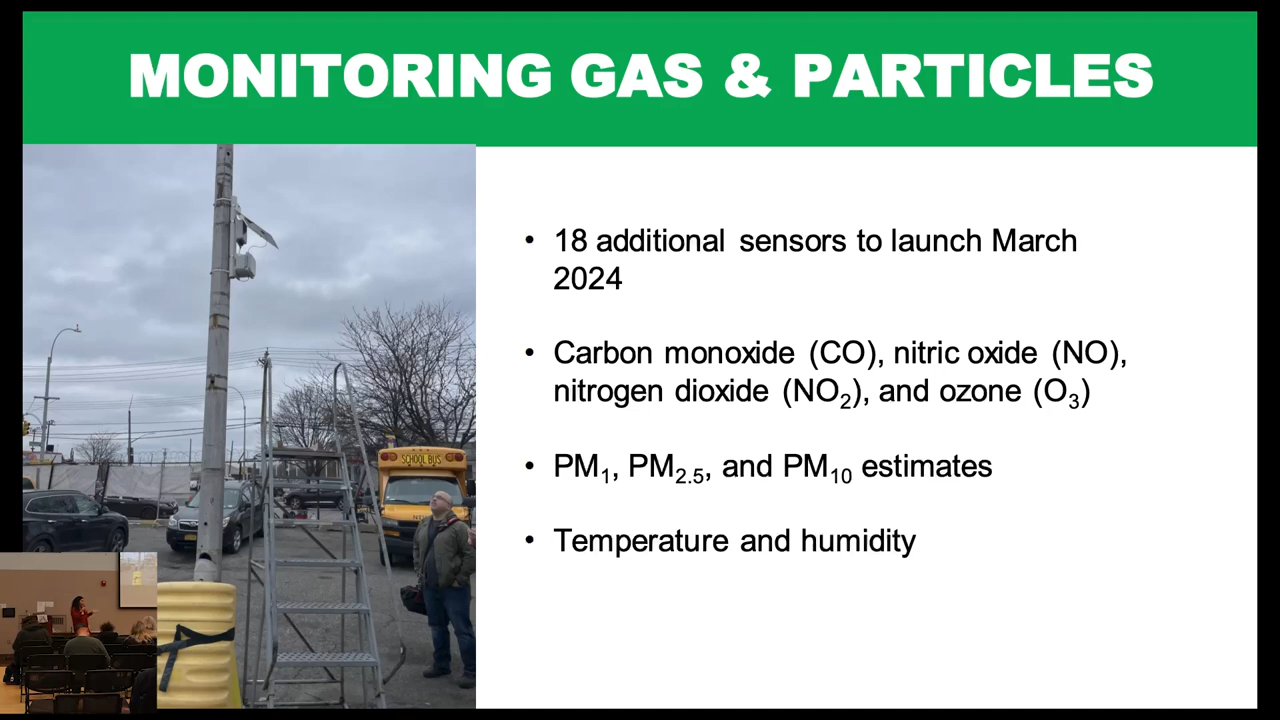 MONITORING GAS & PARTICLES
• 18 additional sensors to launch March
2024
• Carbon monoxide (CO), nitric oxide (NO),
nitrogen dioxide (NO₂), and ozone (O₃)
• PM₁, PM₂.₅, and PM₁₀ estimates
• Temperature and humidity
SCHOOL BUS